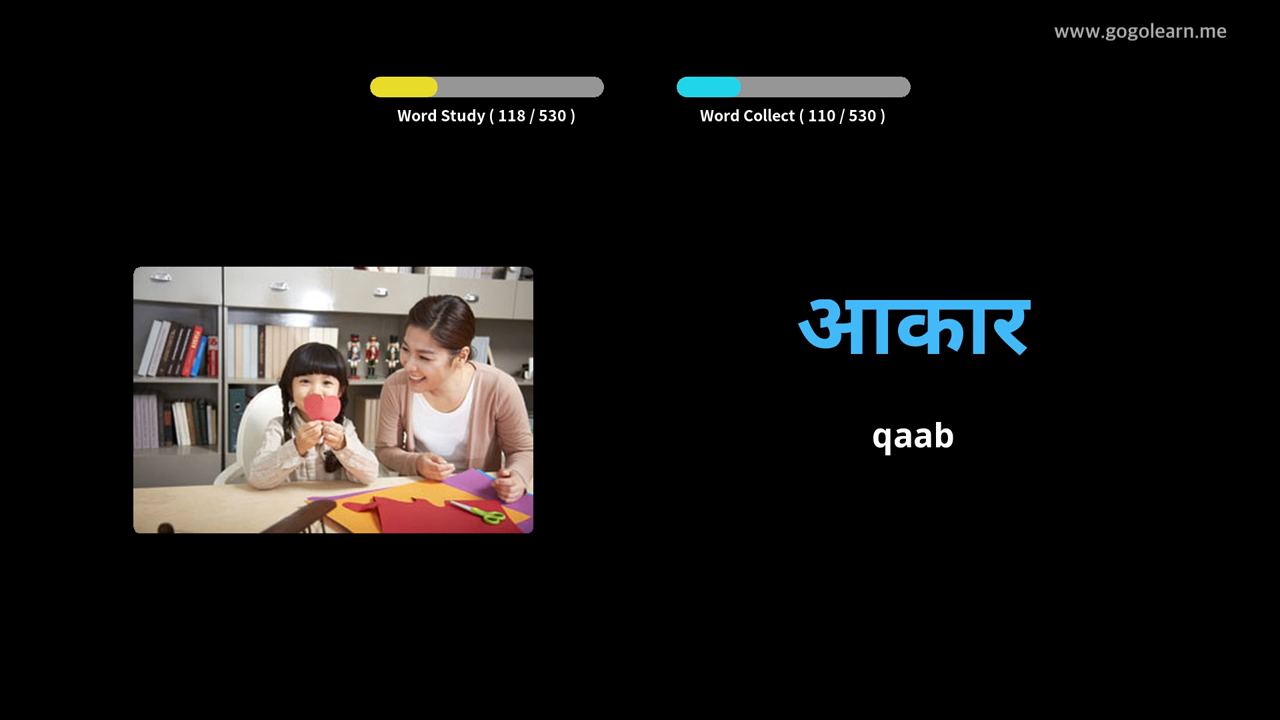 www.gogolearn.me
Word Study ( 118 / 530 )
Word Collect ( 110 / 530 )
आकार
qaab